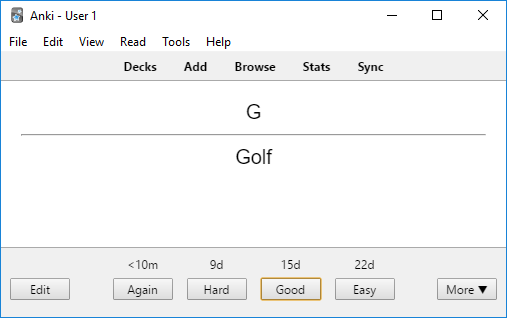 Anki - User 1
File Edit View Read Tools Help
Decks Add Browse Stats Sync
G
Golf
<10m 9d 15d 22d
Edit Again Hard Good Easy More ▼